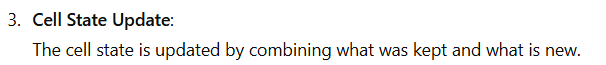 3. Cell State Update:
The cell state is updated by combining what was kept and what is new.